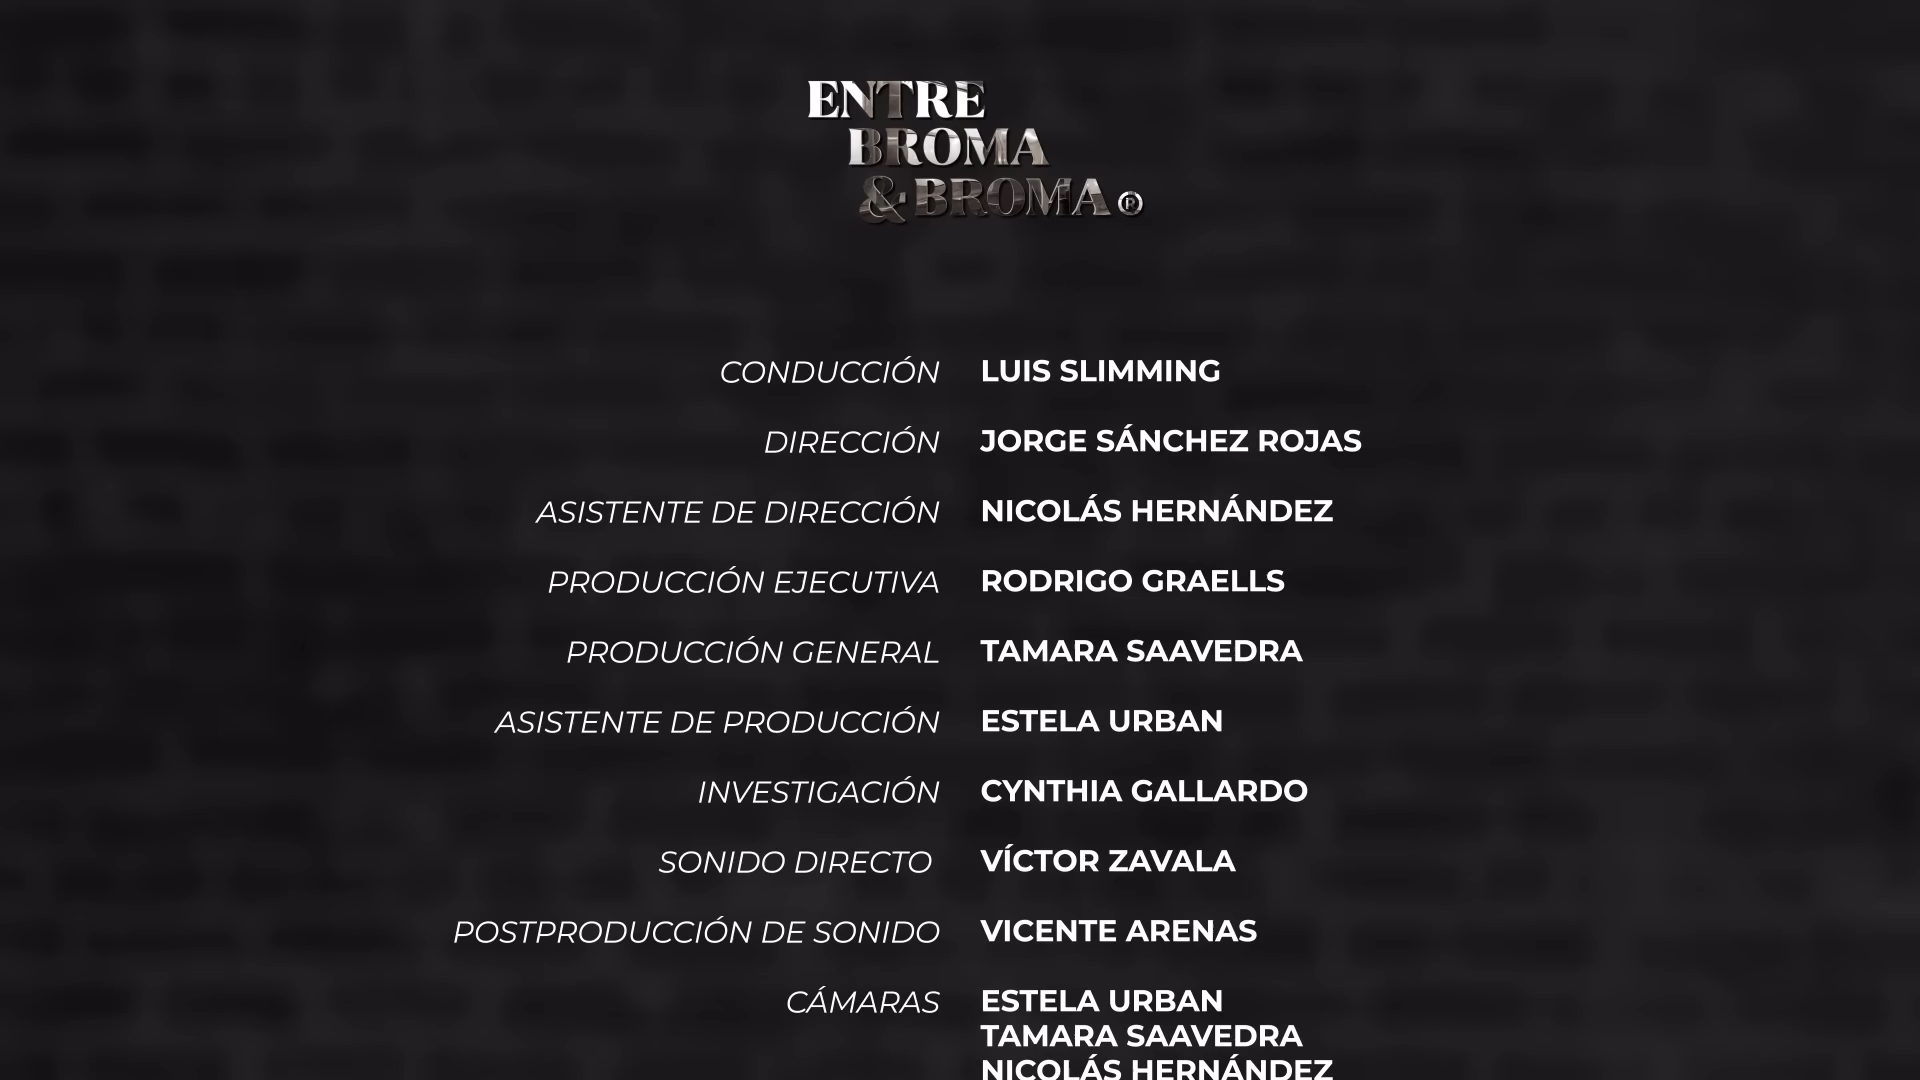 ENTRE
BROMA
& BROMA ®
CONDUCCIÓN LUIS SLIMMING
DIRECCIÓN JORGE SÁNCHEZ ROJAS
ASISTENTE DE DIRECCIÓN NICOLÁS HERNÁNDEZ
PRODUCCIÓN EJECUTIVA RODRIGO GRAELLS
PRODUCCIÓN GENERAL TAMARA SAAVEDRA
ASISTENTE DE PRODUCCIÓN ESTELA URBAN
INVESTIGACIÓN CYNTHIA GALLARDO
SONIDO DIRECTO VÍCTOR ZAVALA
POSTPRODUCCIÓN DE SONIDO VICENTE ARENAS
CÁMARAS ESTELA URBAN
TAMARA SAAVEDRA
NICOLÁS HERNÁNDEZ